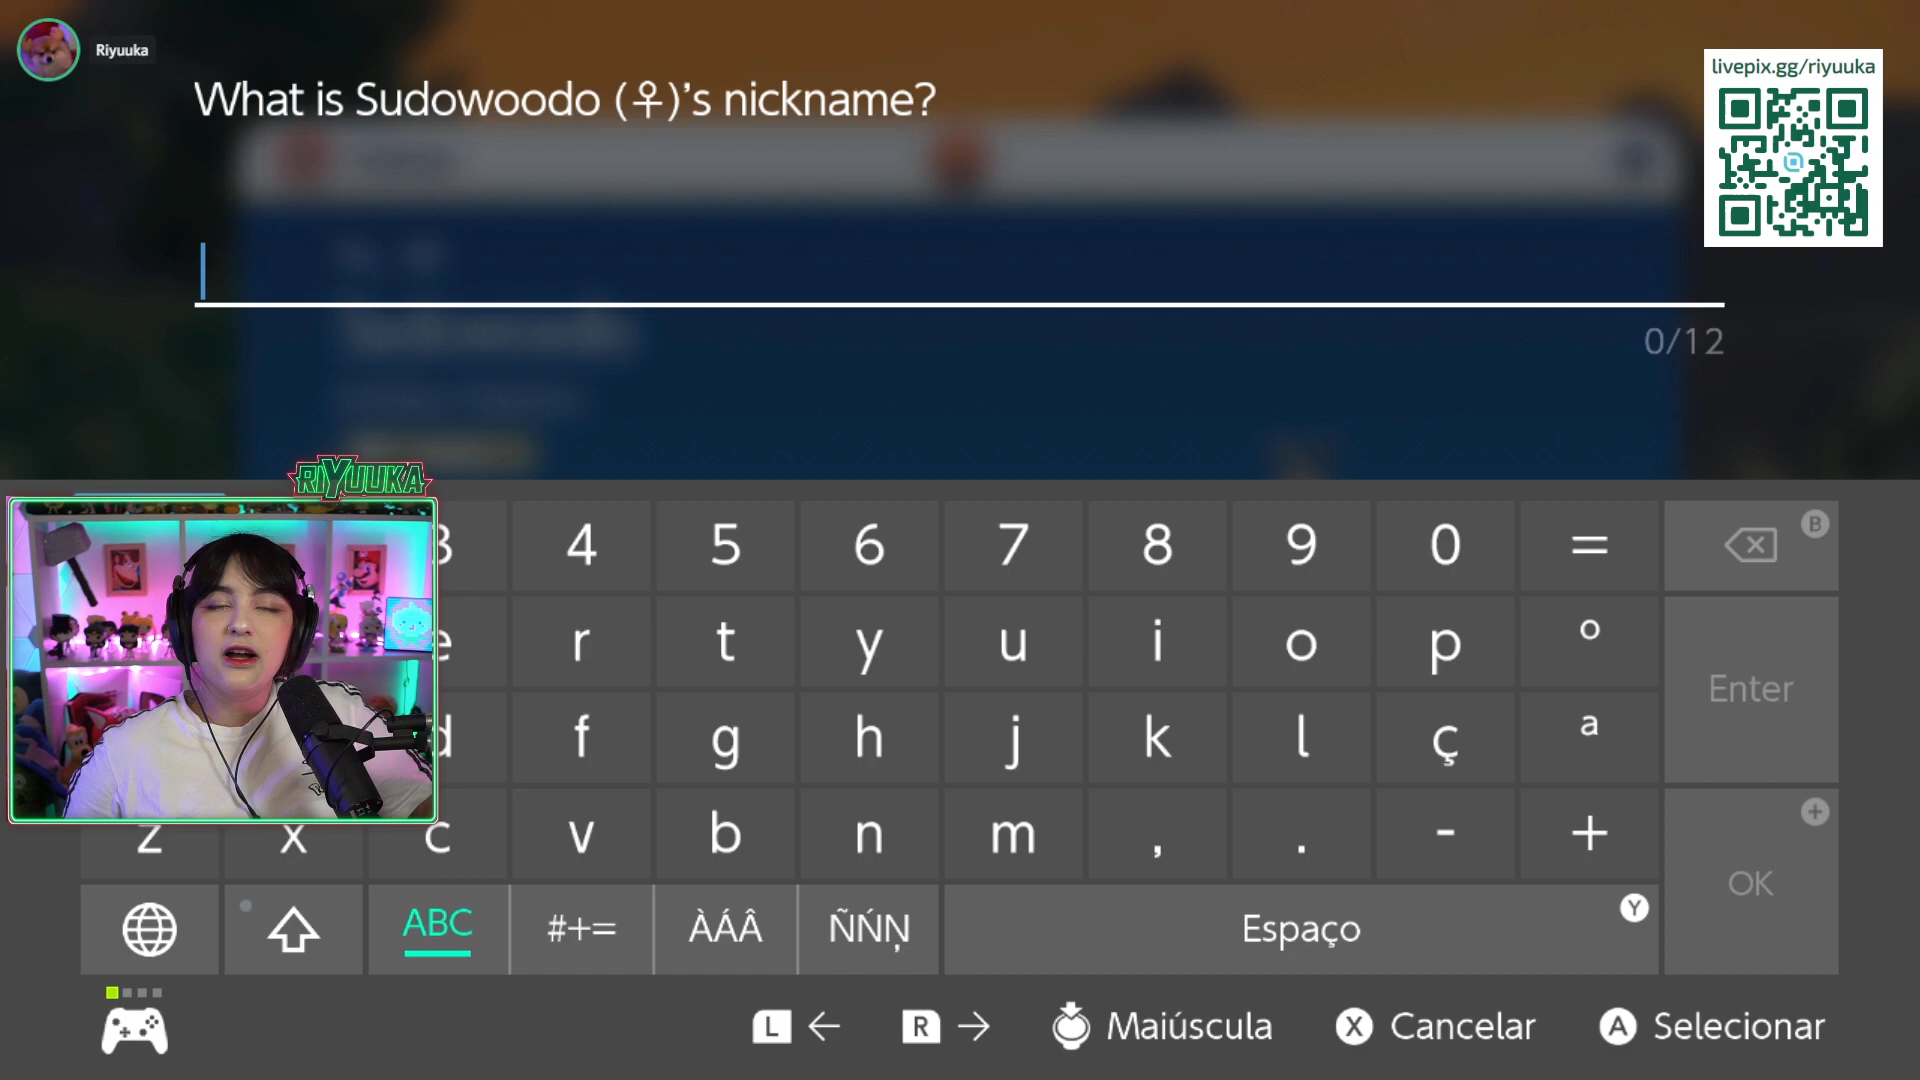 Riyuuka
livepix.gg/riyuuka
What is Sudowoodo (♀)'s nickname?
0/12
RIYUUKA
3 4 5 6 7 8 9 0 = B
e r t y u i o p º
Enter
d f g h j k l ç ª
z x c v b n m , . - +
OK
ABC #+= ÀÁÂ ÑŃŅ Espaço Y
L ← R → Maiúscula X Cancelar A Selecionar